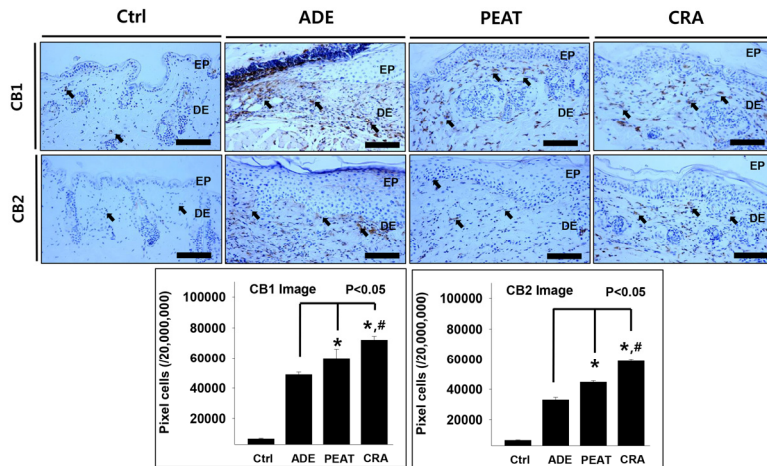 Ctrl ADE PEAT CRA
CB1
EP EP EP EP
DE DE DE DE
CB2
EP EP EP EP
DE DE DE DE
CB1 Image P<0.05
Pixel cells (/20,000,000)
100000
80000
60000
40000
20000
*
*,#
Ctrl ADE PEAT CRA
CB2 Image P<0.05
Pixel cells (/20,000,000)
100000
80000
60000
40000
20000
*
*,#
Ctrl ADE PEAT CRA